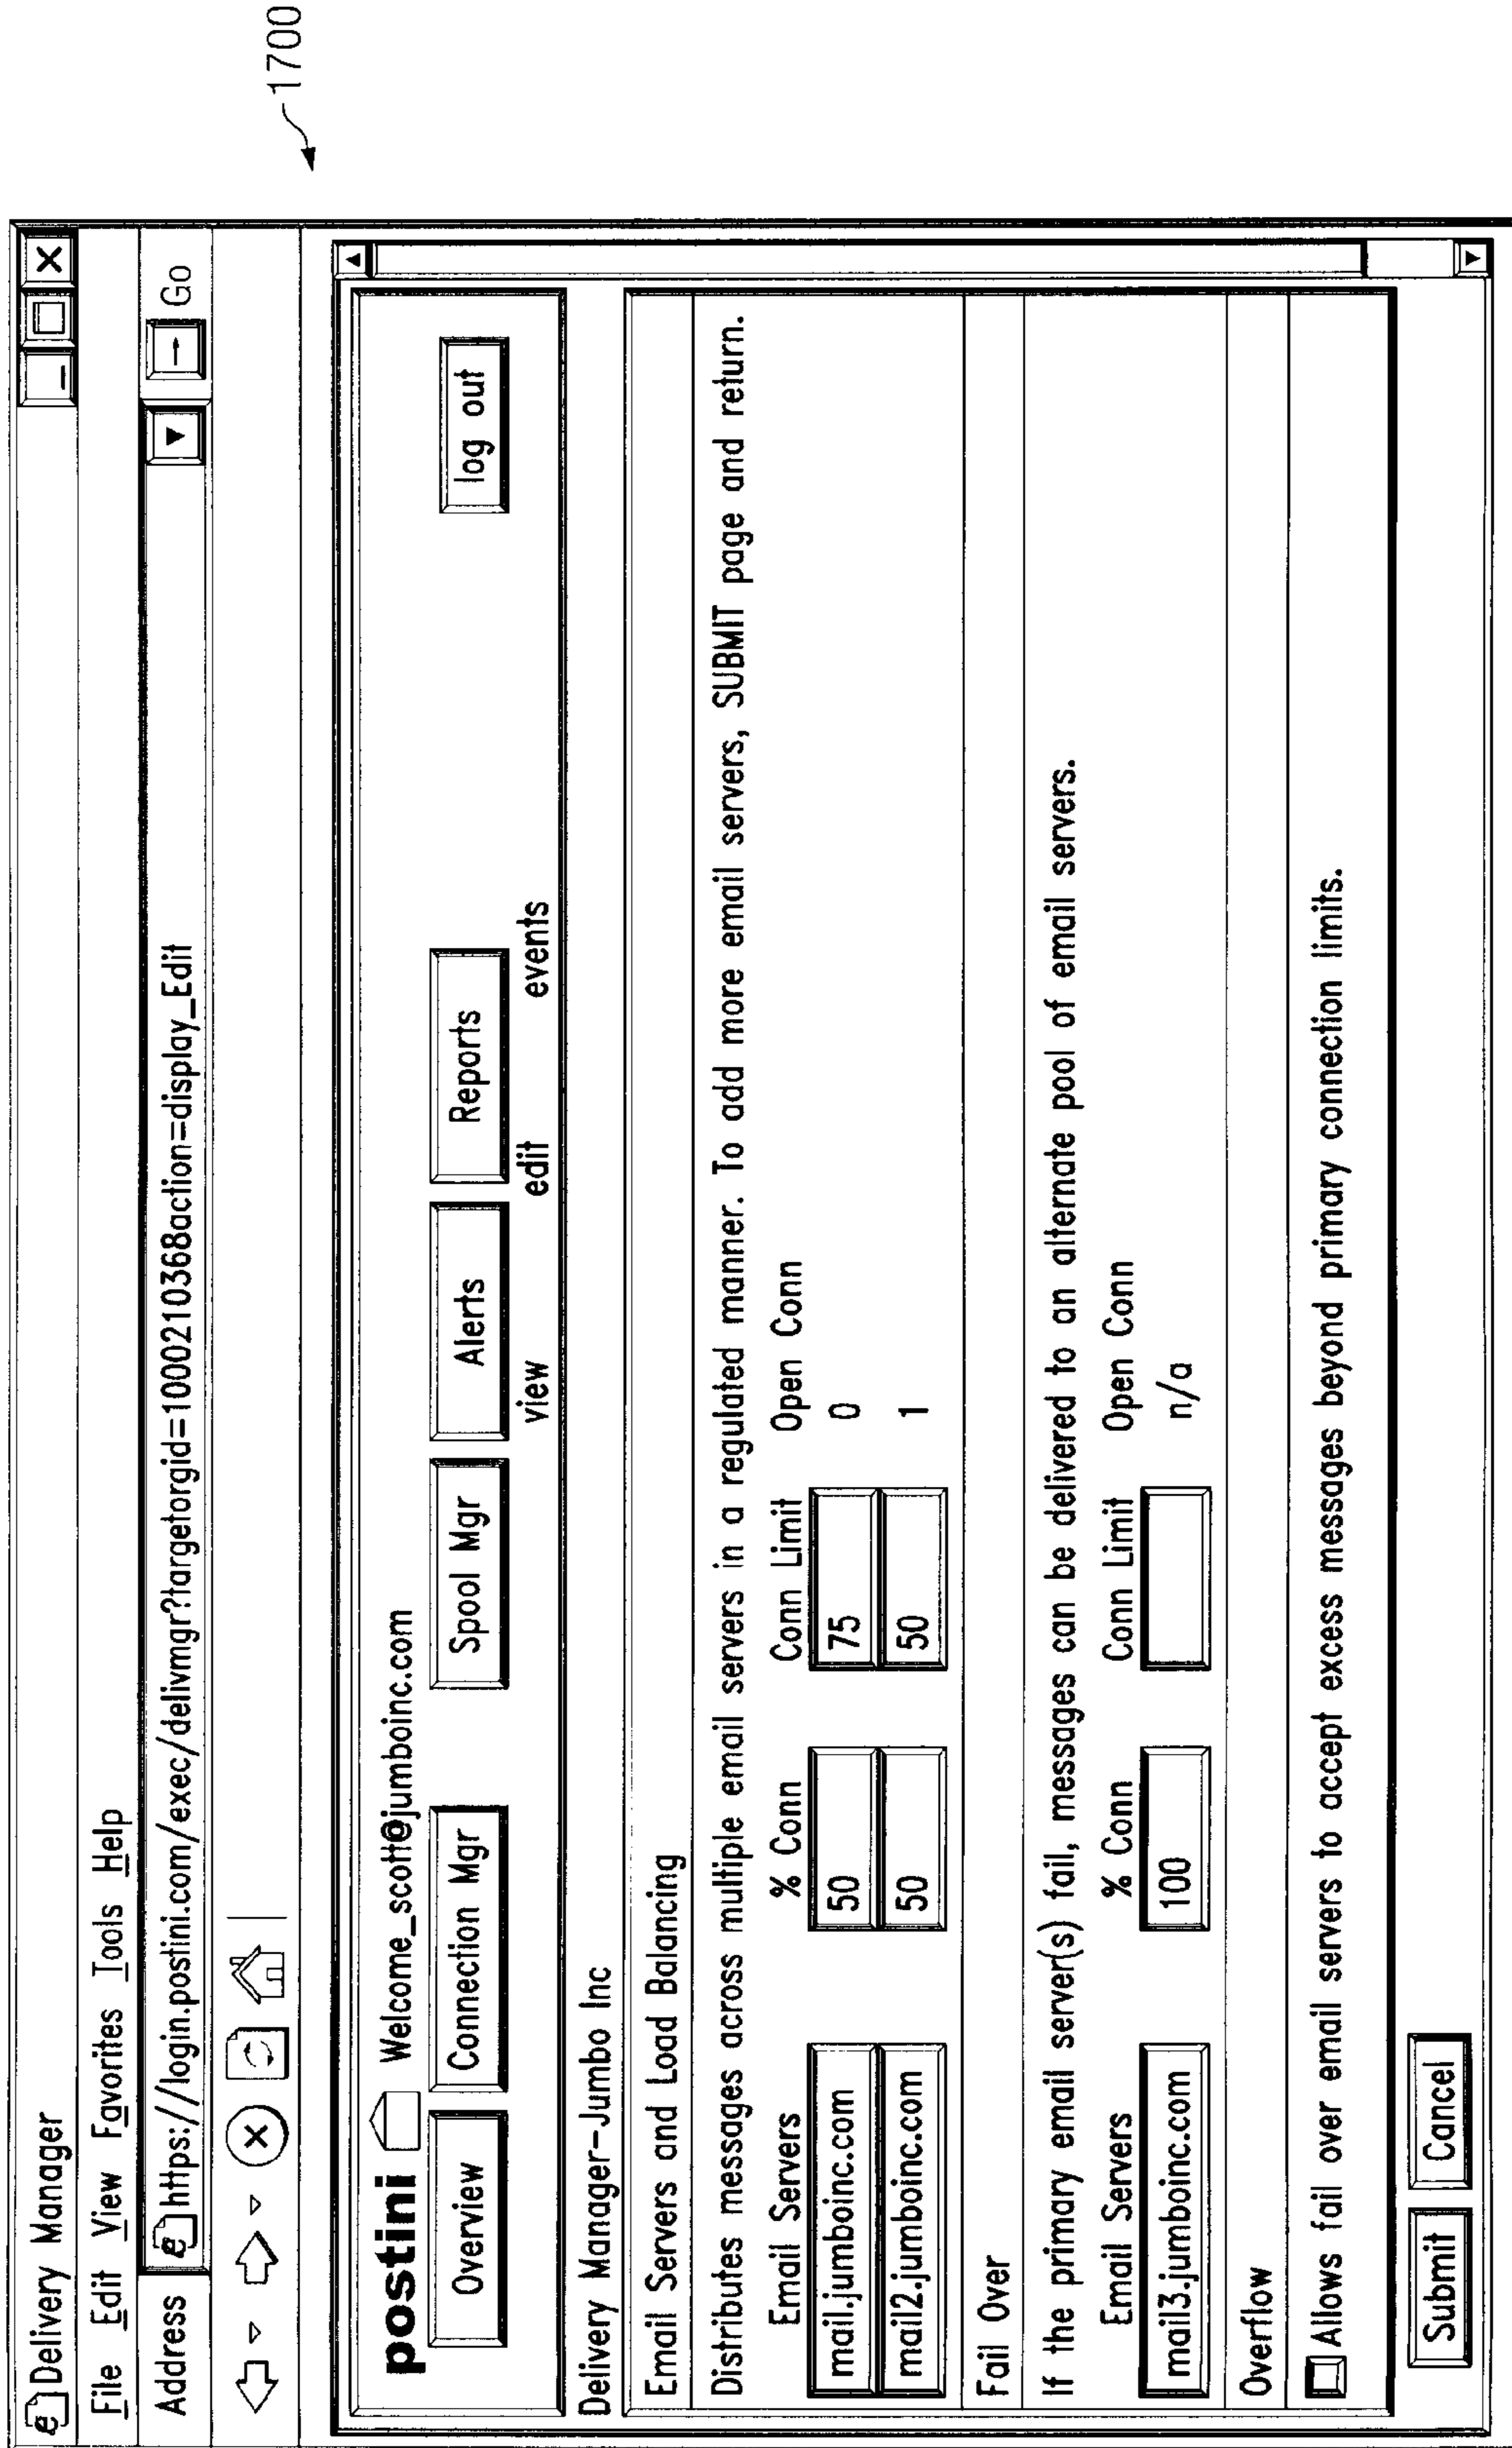 Delivery Manager
File Edit View Favorites Tools Help
Address https://login.postini.com/exec/delivmgr?targetorgid=1000210368action=display_Edit Go
1700
postini Welcome_scott@jumboinc.com
Overview Connection Mgr Spool Mgr Alerts Reports log out
view edit events
Delivery Manager-Jumbo Inc
Email Servers and Load Balancing
Distributes messages across multiple email servers in a regulated manner. To add more email servers, SUBMIT page and return.
Email Servers % Conn Conn Limit Open Conn
mail.jumboinc.com 50 75 0
mail2.jumboinc.com 50 50 1
Fail Over
If the primary email server(s) fail, messages can be delivered to an alternate pool of email servers.
Email Servers % Conn Conn Limit Open Conn
mail3.jumboinc.com 100 n/a
Overflow
Allows fail over email servers to accept excess messages beyond primary connection limits.
Submit Cancel